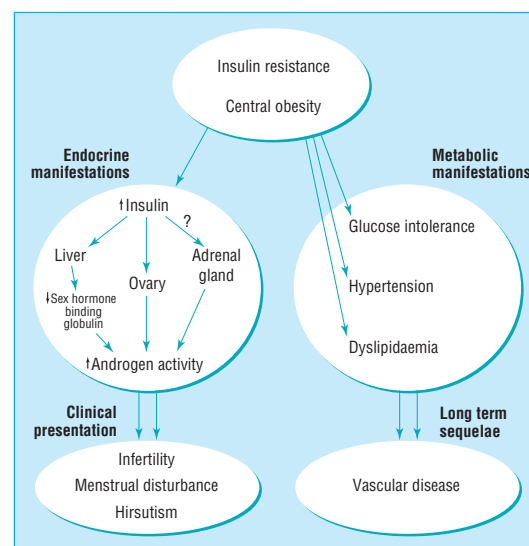 Insulin resistance
Central obesity
Endocrine
manifestations
↑Insulin
?
Liver
Adrenal
gland
Ovary
↓Sex hormone
binding
globulin
↑Androgen activity
Metabolic
manifestations
Glucose intolerance
Hypertension
Dyslipidaemia
Clinical
presentation
Infertility
Menstrual disturbance
Hirsutism
Long term
sequelae
Vascular disease